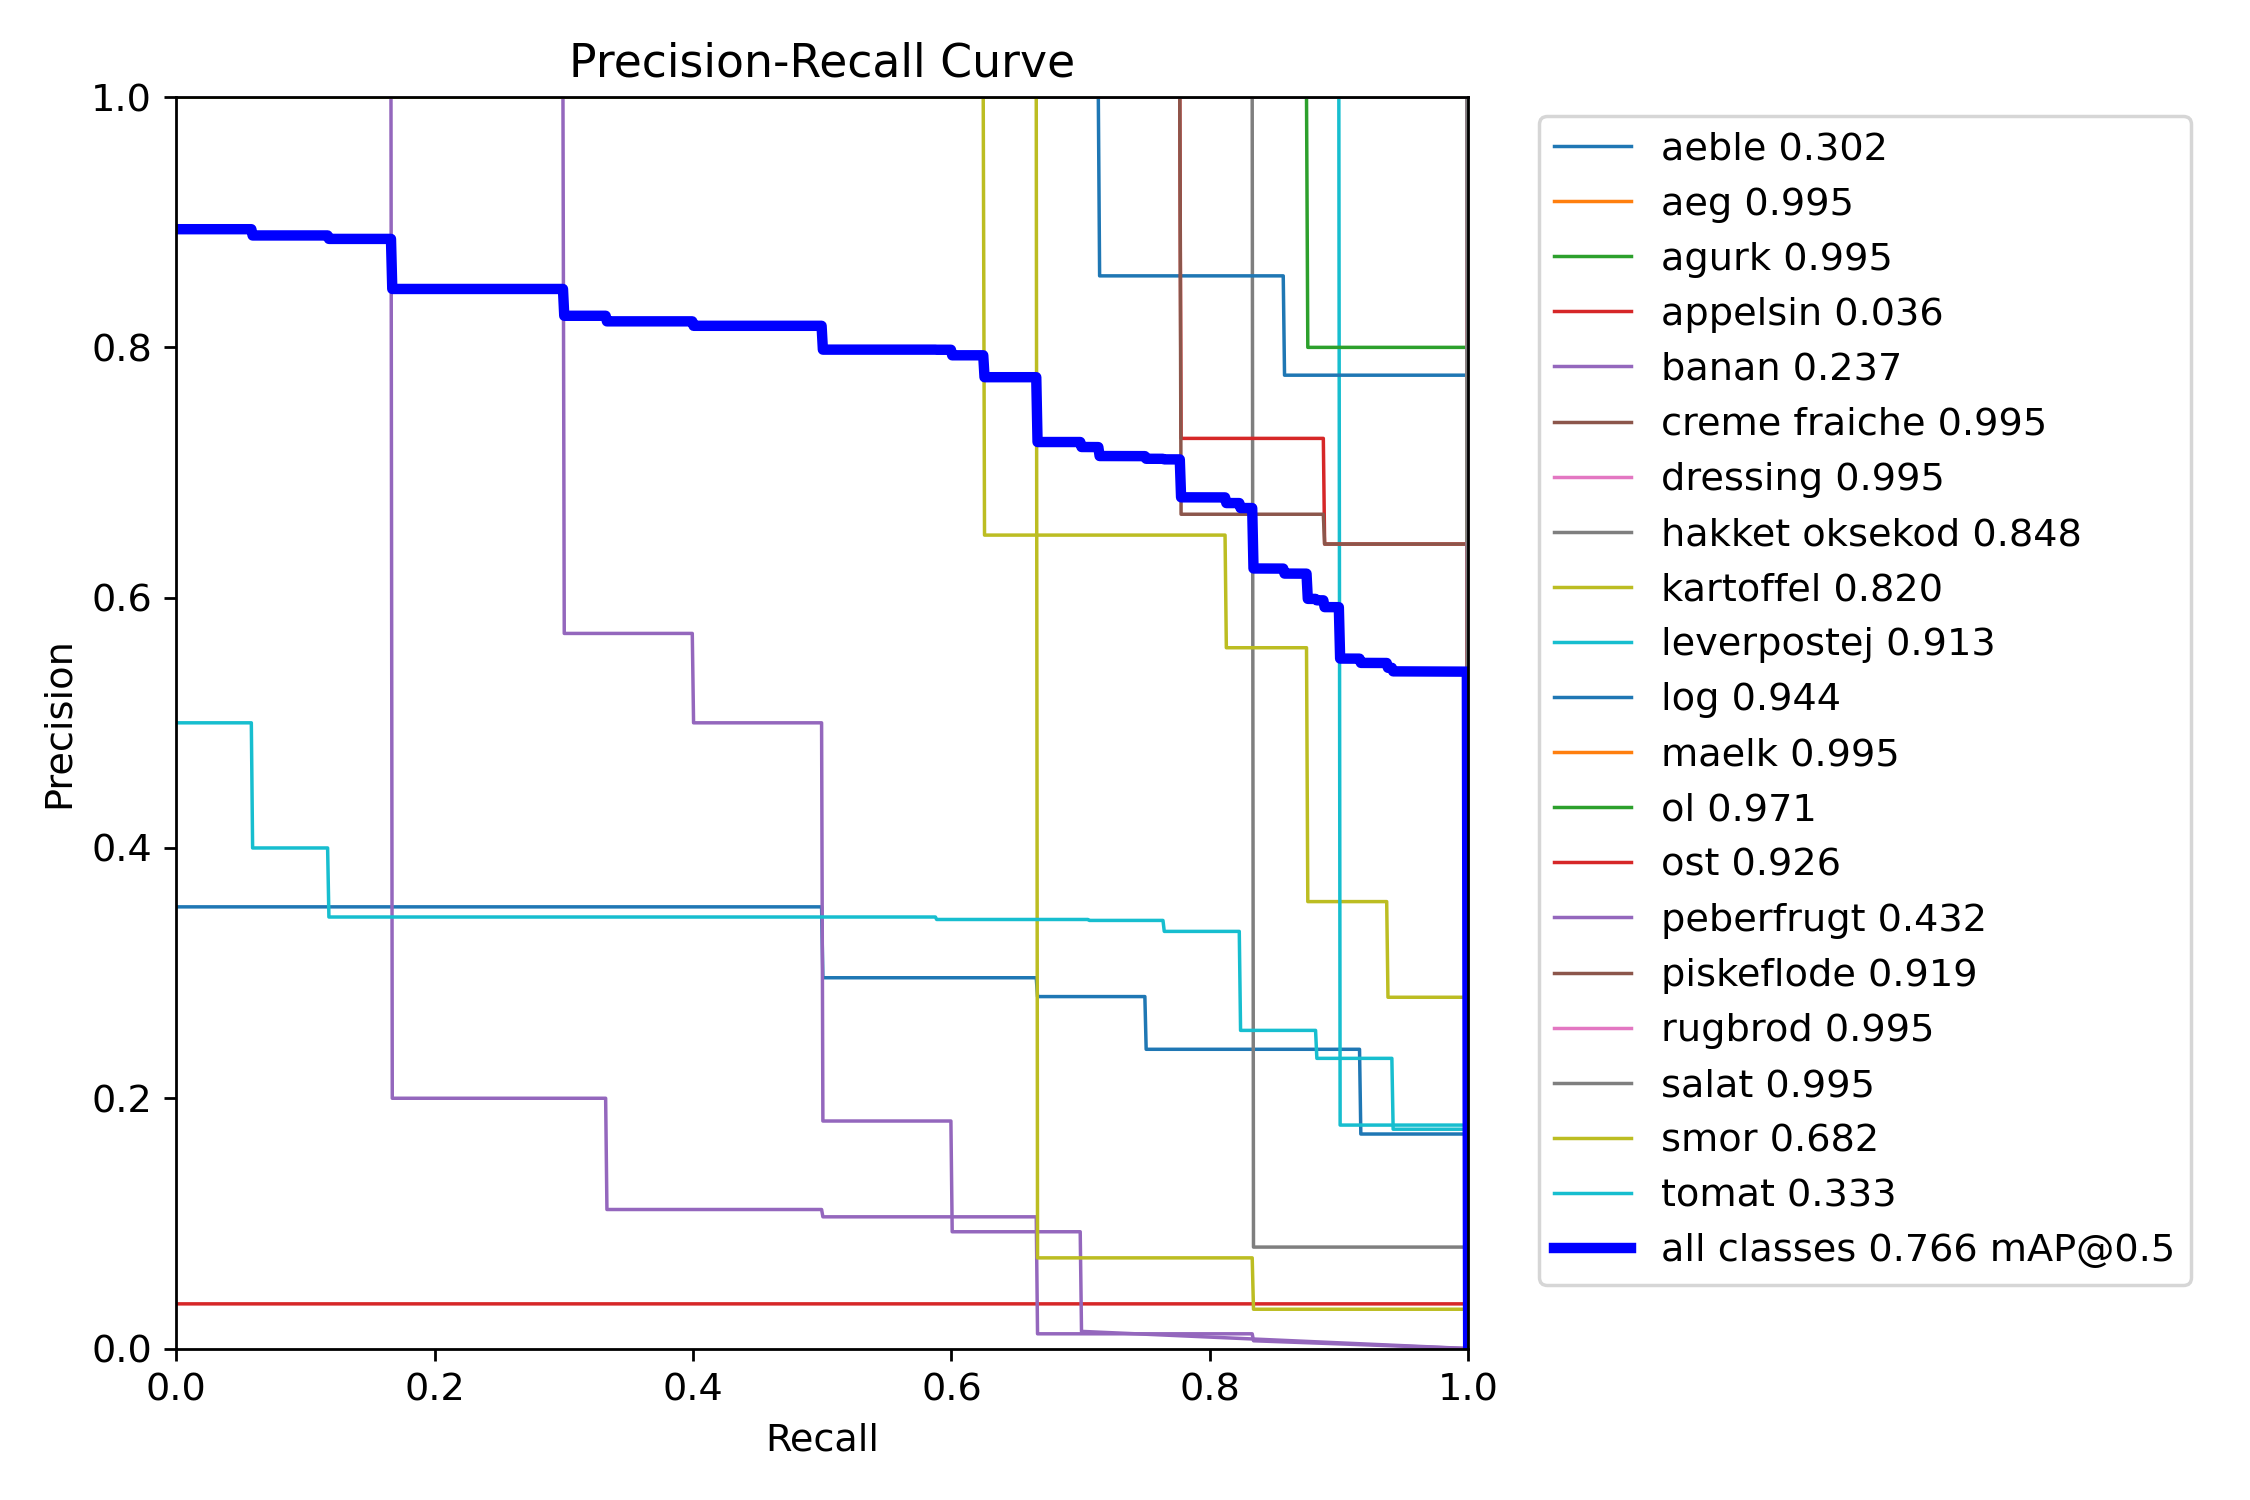 Precision-Recall Curve
1.0
0.8
0.6
0.4
0.2
0.0
Precision
0.0 0.2 0.4 0.6 0.8 1.0
Recall
aeble 0.302
aeg 0.995
agurk 0.995
appelsin 0.036
banan 0.237
creme fraiche 0.995
dressing 0.995
hakket oksekod 0.848
kartoffel 0.820
leverpostej 0.913
log 0.944
maelk 0.995
ol 0.971
ost 0.926
peberfrugt 0.432
piskeflode 0.919
rugbrod 0.995
salat 0.995
smor 0.682
tomat 0.333
all classes 0.766 mAP@0.5